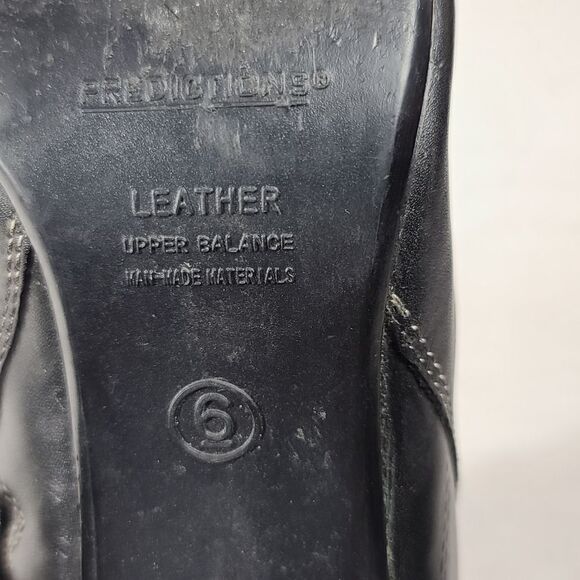 PREDICTIONS®
LEATHER
UPPER BALANCE
MAN-MADE MATERIALS
6